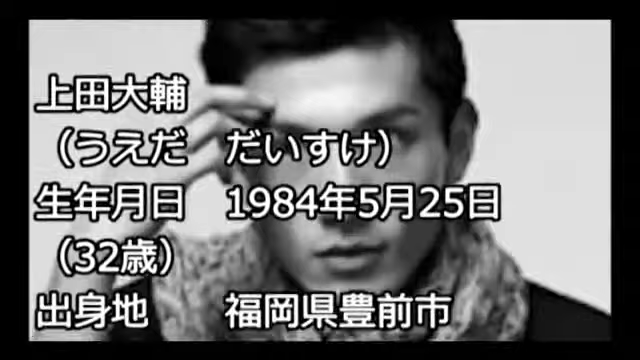 上田大輔
（うえだ　だいすけ）
生年月日　1984年5月25日
（32歳）
出身地　　福岡県豊前市